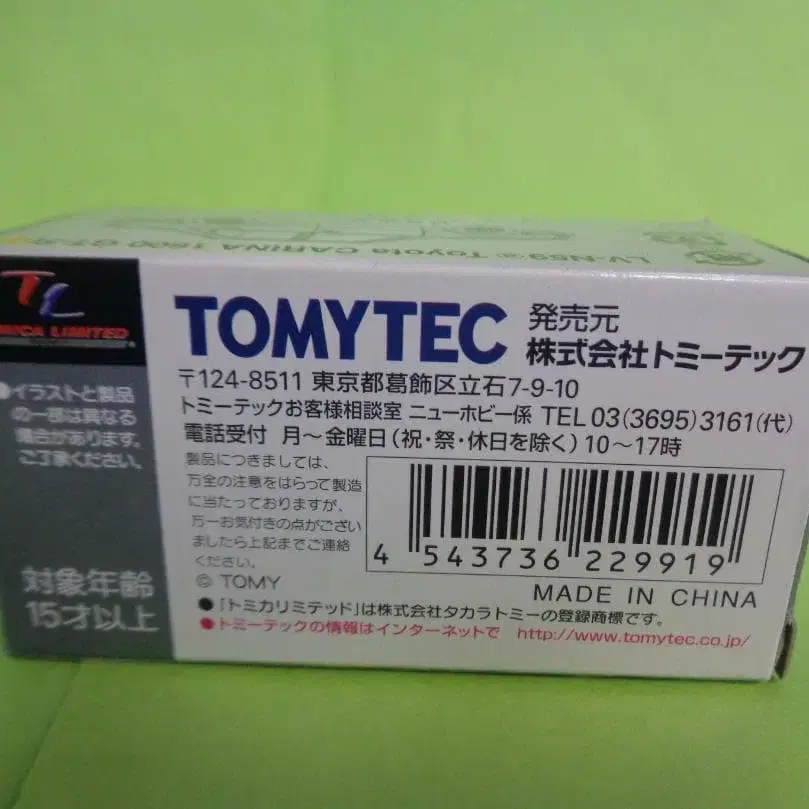 LV-N59 a Toyota CARINA 1600 GT-R
TL
TOMICA LIMITED
●イラストと製品
の一部は異なる
場合があります。
ご了承ください。
対象年齢
15才以上
TOMYTEC
発売元
株式会社トミーテック
〒124-8511 東京都葛飾区立石7-9-10
トミーテックお客様相談室 ニューホビー係 TEL 03(3695)3161(代)
電話受付 月～金曜日(祝・祭・休日を除く)10～17時
製品につきましては、
万全の注意をはらって製造
に当たっておりますが、
万一お気付きの点がござい
ましたら上記までご連絡
ください。
© TOMY
4 543736 229919
MADE IN CHINA
●「トミカリミテッド」は株式会社タカラトミーの登録商標です。
●トミーテックの情報はインターネットで http://www.tomytec.co.jp/